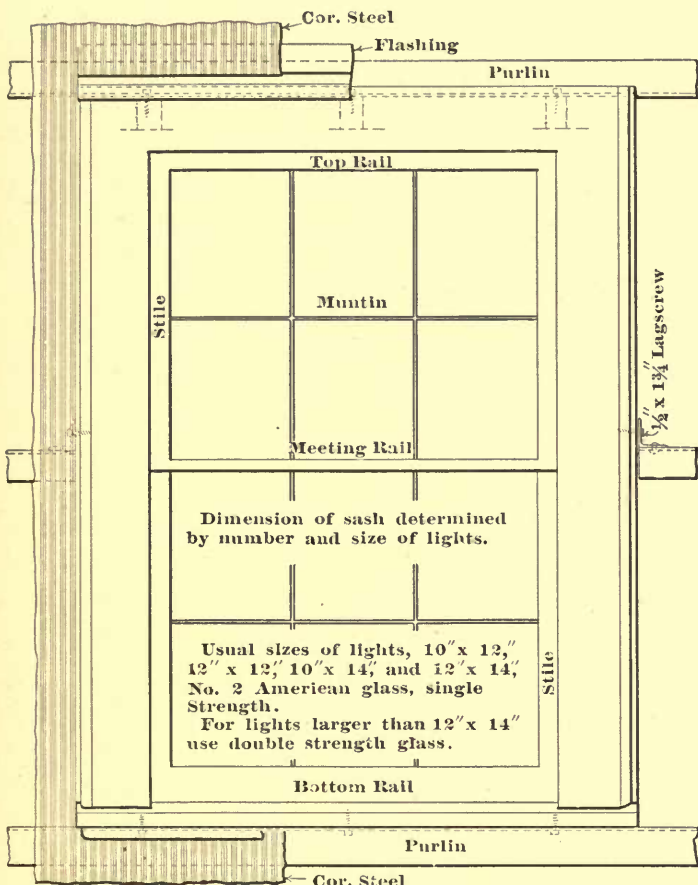 Cor. Steel
Flashing
Purlin
Top Rail
Stile
Muntin
½" x 1¾" Lagscrew
Meeting Rail
Dimension of sash determined
by number and size of lights.
Usual sizes of lights, 10" x 12,"
12" x 12," 10" x 14," and 12" x 14,"
No. 2 American glass, single
Strength.
For lights larger than 12" x 14"
use double strength glass.
Stile
Bottom Rail
Purlin
Cor. Steel